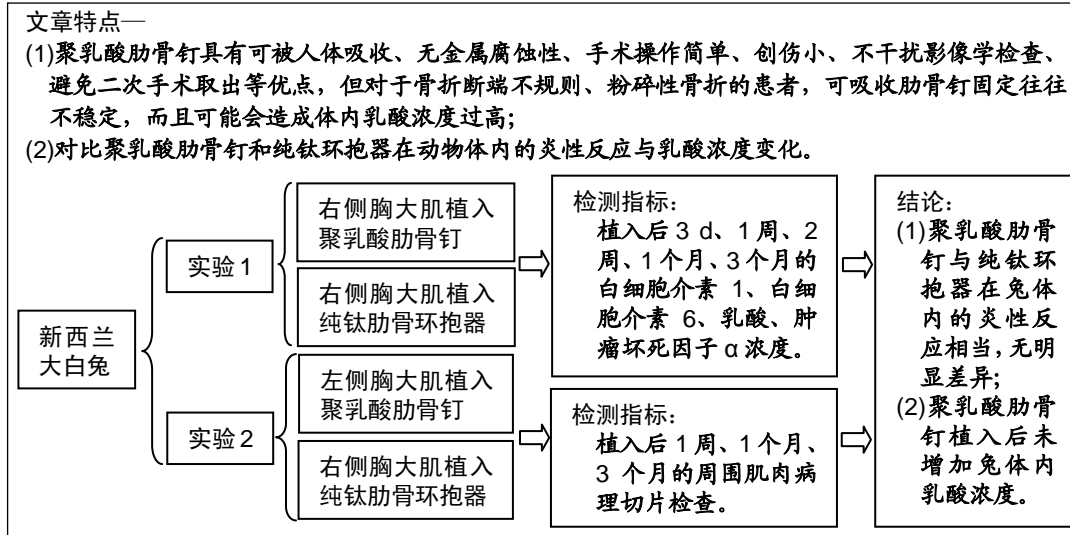 文章特点—
(1)聚乳酸肋骨钉具有可被人体吸收、无金属腐蚀性、手术操作简单、创伤小、不干扰影像学检查、
避免二次手术取出等优点，但对于骨折断端不规则、粉碎性骨折的患者，可吸收肋骨钉固定往往
不稳定，而且可能会造成体内乳酸浓度过高；
(2)对比聚乳酸肋骨钉和纯钛环抱器在动物体内的炎性反应与乳酸浓度变化。
新西兰
大白兔
实验1
右侧胸大肌植入
聚乳酸肋骨钉
右侧胸大肌植入
纯钛肋骨环抱器
实验2
左侧胸大肌植入
聚乳酸肋骨钉
右侧胸大肌植入
纯钛肋骨环抱器
检测指标：
植入后 3 d、1 周、2
周、1 个月、3 个月的
白细胞介素 1、白细
胞介素 6、乳酸、肿
瘤坏死因子 α 浓度。
检测指标：
植入后 1 周、1 个月、
3 个月的周围肌肉病
理切片检查。
结论：
(1)聚乳酸肋骨
钉与纯钛环
抱器在兔体
内的炎性反
应相当，无明
显差异；
(2)聚乳酸肋骨
钉植入后未
增加兔体内
乳酸浓度。